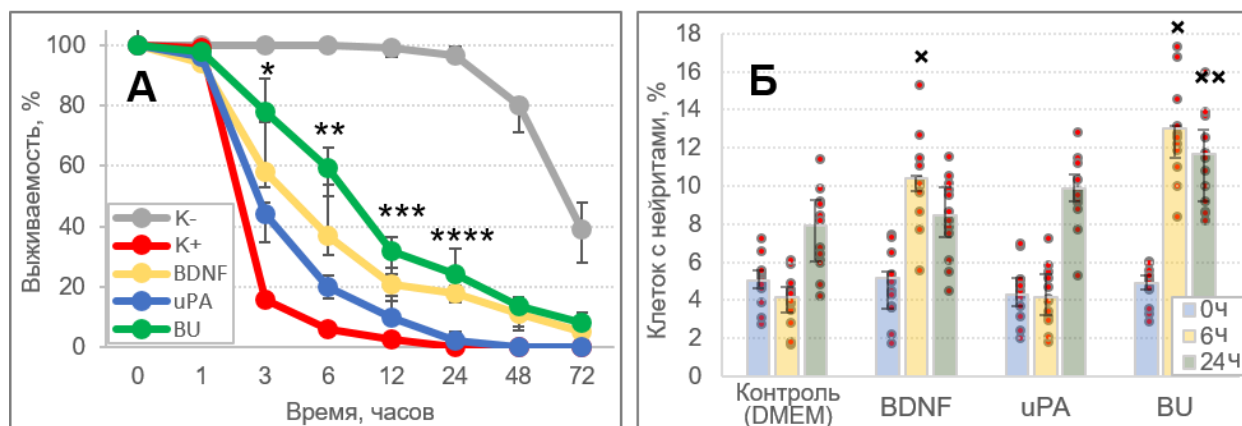 А
Выживаемость, %
100
80
60
40
20
0
*
**
***
****
K-
K+
BDNF
uPA
BU
0 1 3 6 12 24 48 72
Время, часов
Б
Клеток с нейритами, %
18
16
14
12
10
8
6
4
2
0
×
×
××
0Ч
6Ч
24Ч
Контроль
(DMEM)
BDNF
uPA
BU